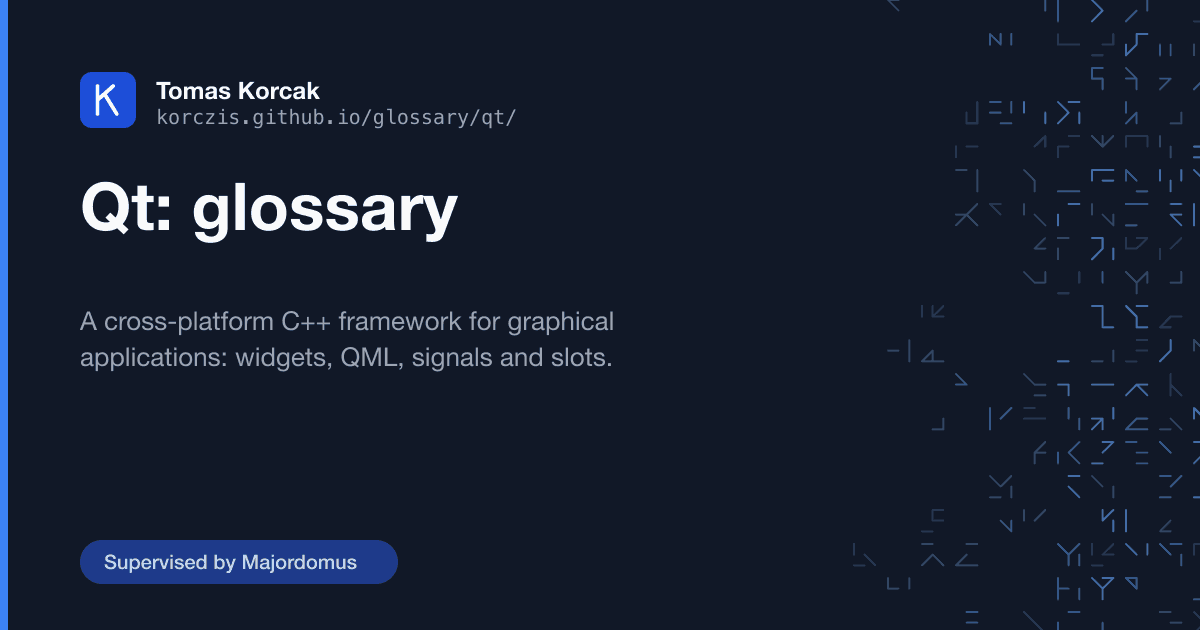 K
Tomas Korcak
korczis.github.io/glossary/qt/
Qt: glossary
A cross-platform C++ framework for graphical
applications: widgets, QML, signals and slots.
Supervised by Majordomus